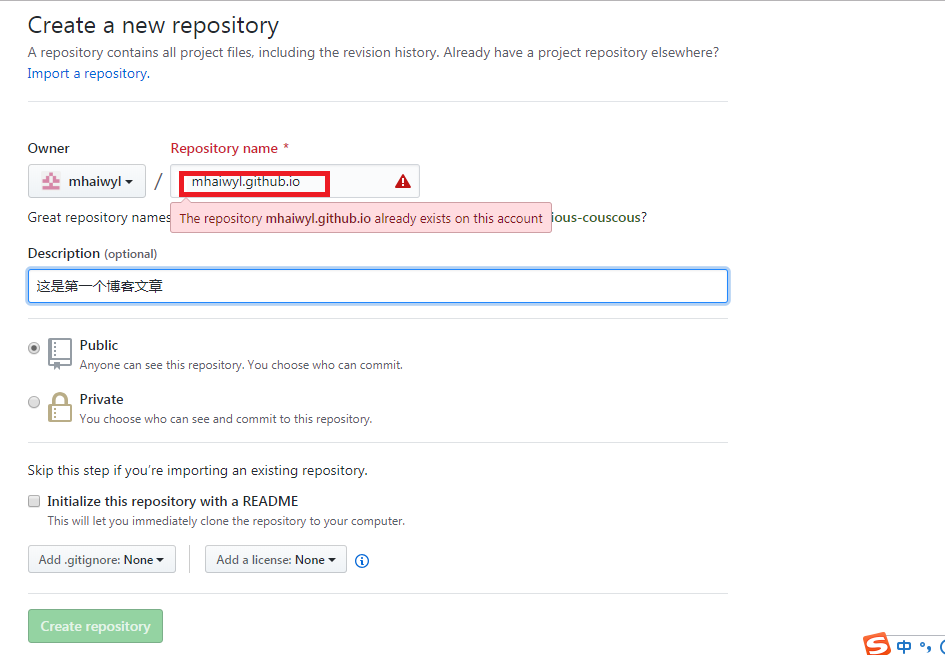 Create a new repository
A repository contains all project files, including the revision history. Already have a project repository elsewhere?
Import a repository.
Owner
Repository name *
mhaiwyl
/
mhaiwyl.github.io
Great repository names
The repository mhaiwyl.github.io already exists on this account
ious-couscous?
Description (optional)
这是第一个博客文章
Public
Anyone can see this repository. You choose who can commit.
Private
You choose who can see and commit to this repository.
Skip this step if you’re importing an existing repository.
Initialize this repository with a README
This will let you immediately clone the repository to your computer.
Add .gitignore: None
Add a license: None
Create repository
S 中 °,